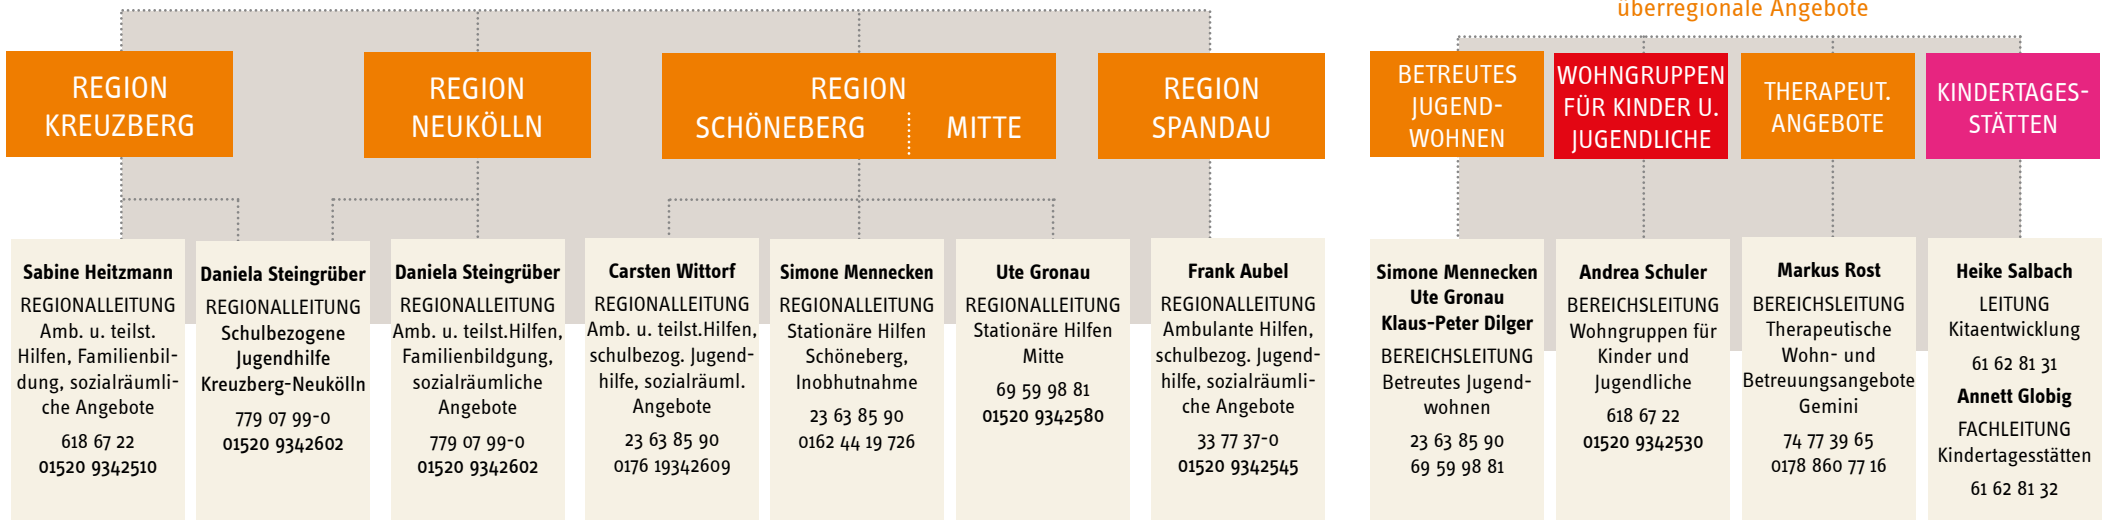 überregionale Angebote
REGION
KREUZBERG
REGION
NEUKÖLLN
REGION
SCHÖNEBERG MITTE
REGION
SPANDAU
BETREUTES
JUGEND-
WOHNEN
WOHNGRUPPEN
FÜR KINDER U.
JUGENDLICHE
THERAPEUT.
ANGEBOTE
KINDERTAGES-
STÄTTEN
Sabine Heitzmann
REGIONALLEITUNG
Amb. u. teilst.
Hilfen, Familienbil-
dung, sozialräumli-
che Angebote
618 67 22
01520 9342510
Daniela Steingrüber
REGIONALLEITUNG
Schulbezogene
Jugendhilfe
Kreuzberg-Neukölln
779 07 99-0
01520 9342602
Daniela Steingrüber
REGIONALLEITUNG
Amb. u. teilst.Hilfen,
Familienbildgung,
sozialräumliche
Angebote
779 07 99-0
01520 9342602
Carsten Wittorf
REGIONALLEITUNG
Amb. u. teilst.Hilfen,
schulbezog. Jugend-
hilfe, sozialräuml.
Angebote
23 63 85 90
0176 19342609
Simone Mennecken
REGIONALLEITUNG
Stationäre Hilfen
Schöneberg,
Inobhutnahme
23 63 85 90
0162 44 19 726
Ute Gronau
REGIONALLEITUNG
Stationäre Hilfen
Mitte
69 59 98 81
01520 9342580
Frank Aubel
REGIONALLEITUNG
Ambulante Hilfen,
schulbezog. Jugend-
hilfe, sozialräumli-
che Angebote
33 77 37-0
01520 9342545
Simone Mennecken
Ute Gronau
Klaus-Peter Dilger
BEREICHSLEITUNG
Betreutes Jugend-
wohnen
23 63 85 90
69 59 98 81
Andrea Schuler
BEREICHSLEITUNG
Wohngruppen für
Kinder und
Jugendliche
618 67 22
01520 9342530
Markus Rost
BEREICHSLEITUNG
Therapeutische
Wohn- und
Betreuungsangebote
Gemini
74 77 39 65
0178 860 77 16
Heike Salbach
LEITUNG
Kitaentwicklung
61 62 81 31
Annett Globig
FACHLEITUNG
Kindertagesstätten
61 62 81 32